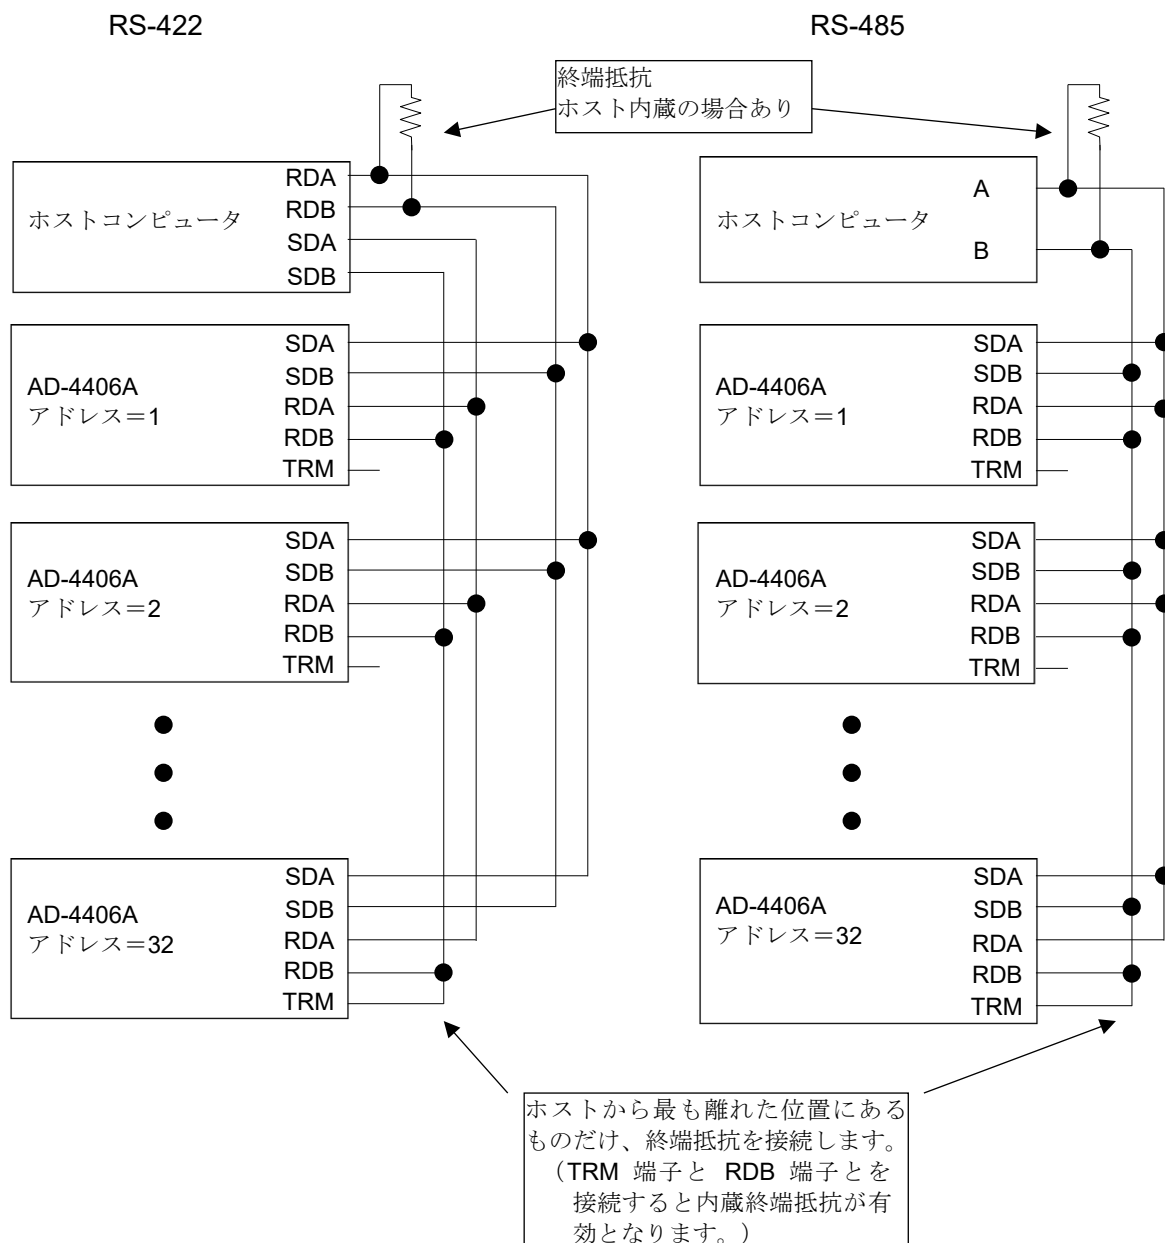 RS-422
RS-485
終端抵抗
ホスト内蔵の場合あり
ホストコンピュータ
RDA
RDB
SDA
SDB
ホストコンピュータ
A
B
AD-4406A
アドレス＝1
SDA
SDB
RDA
RDB
TRM
AD-4406A
アドレス＝1
SDA
SDB
RDA
RDB
TRM
AD-4406A
アドレス＝2
SDA
SDB
RDA
RDB
TRM
AD-4406A
アドレス＝2
SDA
SDB
RDA
RDB
TRM
AD-4406A
アドレス＝32
SDA
SDB
RDA
RDB
TRM
AD-4406A
アドレス＝32
SDA
SDB
RDA
RDB
TRM
ホストから最も離れた位置にある
ものだけ、終端抵抗を接続します。
（TRM 端子と RDB 端子とを
接続すると内蔵終端抵抗が有
効となります。）